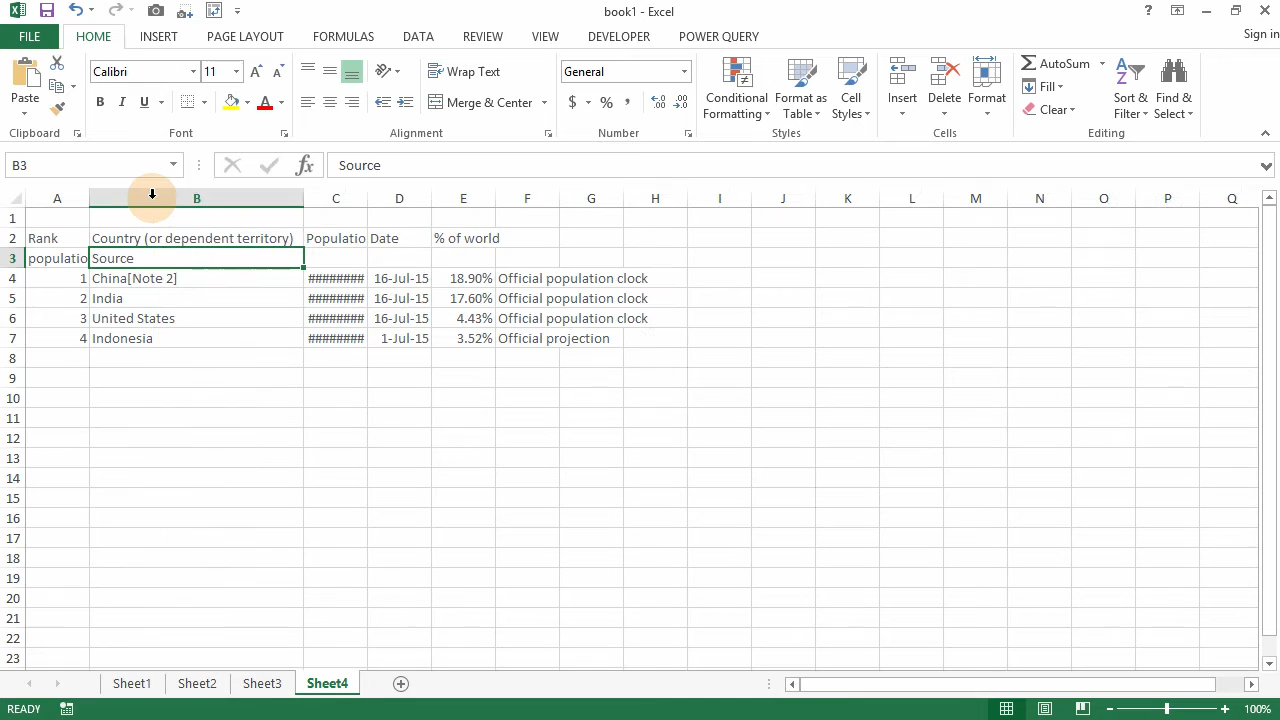 book1 - Excel
Sign in
FILE HOME INSERT PAGE LAYOUT FORMULAS DATA REVIEW VIEW DEVELOPER POWER QUERY
Paste
Calibri 11
B I U
Wrap Text
Merge & Center
General
$ % ,
Conditional Formatting
Format as Table
Cell Styles
Insert Delete Format
AutoSum
Fill
Clear
Sort & Filter
Find & Select
Clipboard Font Alignment Number Styles Cells Editing
B3 fx Source
A B C D E F G H I J K L M N O P Q
1
2 Rank Country (or dependent territory) Populatio Date % of world
3 populatio Source
4 1 China[Note 2] ######## 16-Jul-15 18.90% Official population clock
5 2 India ######## 16-Jul-15 17.60% Official population clock
6 3 United States ######## 16-Jul-15 4.43% Official population clock
7 4 Indonesia ######## 1-Jul-15 3.52% Official projection
8
9
10
11
12
13
14
15
16
17
18
19
20
21
22
23
Sheet1 Sheet2 Sheet3 Sheet4
READY 100%